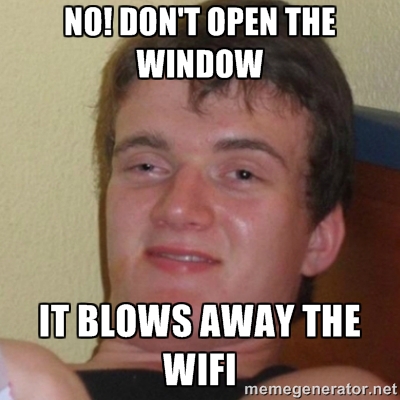 NO! DON'T OPEN THE
WINDOW
IT BLOWS AWAY THE
WIFI
memegenerator.net